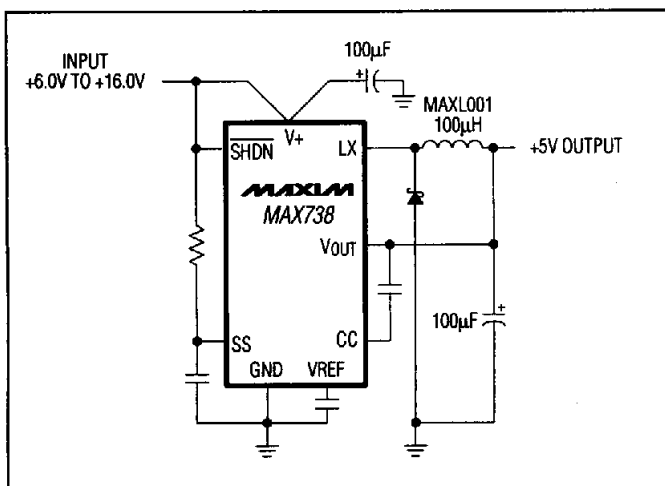 INPUT
+6.0V TO +16.0V
100µF
+
MAXL001
100µH
V+
SHDN
LX
+5V OUTPUT
MAXIM
MAX738
VOUT
+
100µF
SS
CC
GND
VREF